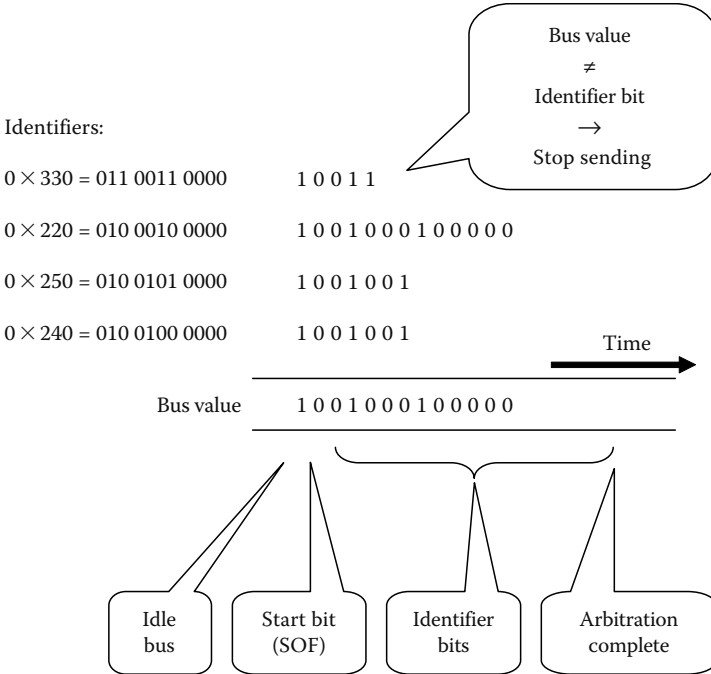 Bus value
≠
Identifier bit
→
Stop sending
Identifiers:
0 × 330 = 011 0011 0000 1 0 0 1 1
0 × 220 = 010 0010 0000 1 0 0 1 0 0 0 1 0 0 0 0 0
0 × 250 = 010 0101 0000 1 0 0 1 0 0 1
0 × 240 = 010 0100 0000 1 0 0 1 0 0 1
Time
Bus value 1 0 0 1 0 0 0 1 0 0 0 0 0
Idle
bus
Start bit
(SOF)
Identifier
bits
Arbitration
complete